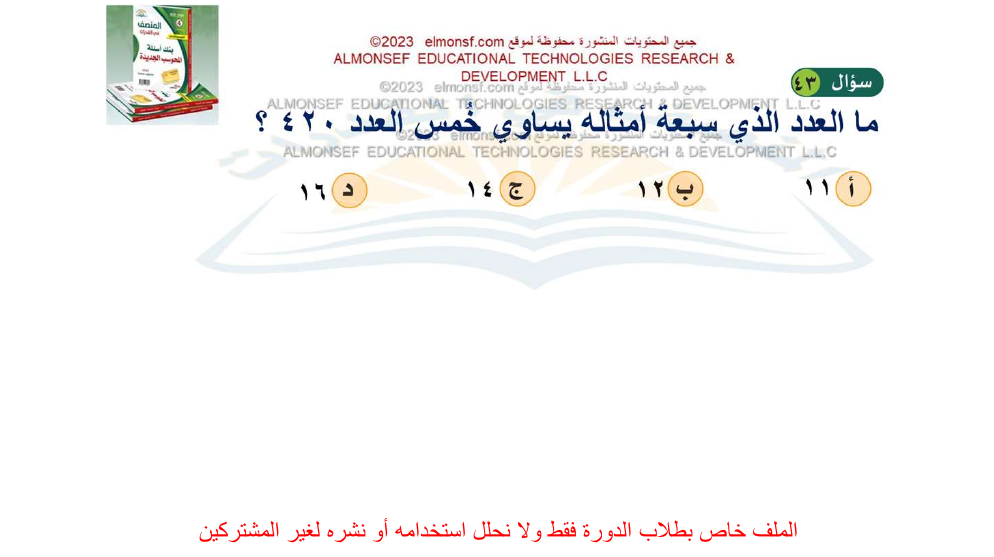 المنصف
في القدرات
بنك أسئلة
المحوسب الجديدة
جميع المحتويات المنشورة محفوظة لموقع elmonsf.com ©2023
ALMONSEF EDUCATIONAL TECHNOLOGIES RESEARCH &
DEVELOPMENT L.L.C
جميع المحتويات المنشورة محفوظة لموقع elmonsf.com ©2023
ALMONSEF EDUCATIONAL TECHNOLOGIES RESEARCH & DEVELOPMENT L.L.C
سؤال ٤٣
ما العدد الذي سبعة أمثاله يساوي خُمس العدد ٤٢٠ ؟
جميع المحتويات المنشورة محفوظة لموقع elmonsf.com ©2023
ALMONSEF EDUCATIONAL TECHNOLOGIES RESEARCH & DEVELOPMENT L.L.C
أ ١١ ب ١٢ ج ١٤ د ١٦
الملف خاص بطلاب الدورة فقط ولا نحلل استخدامه أو نشره لغير المشتركين